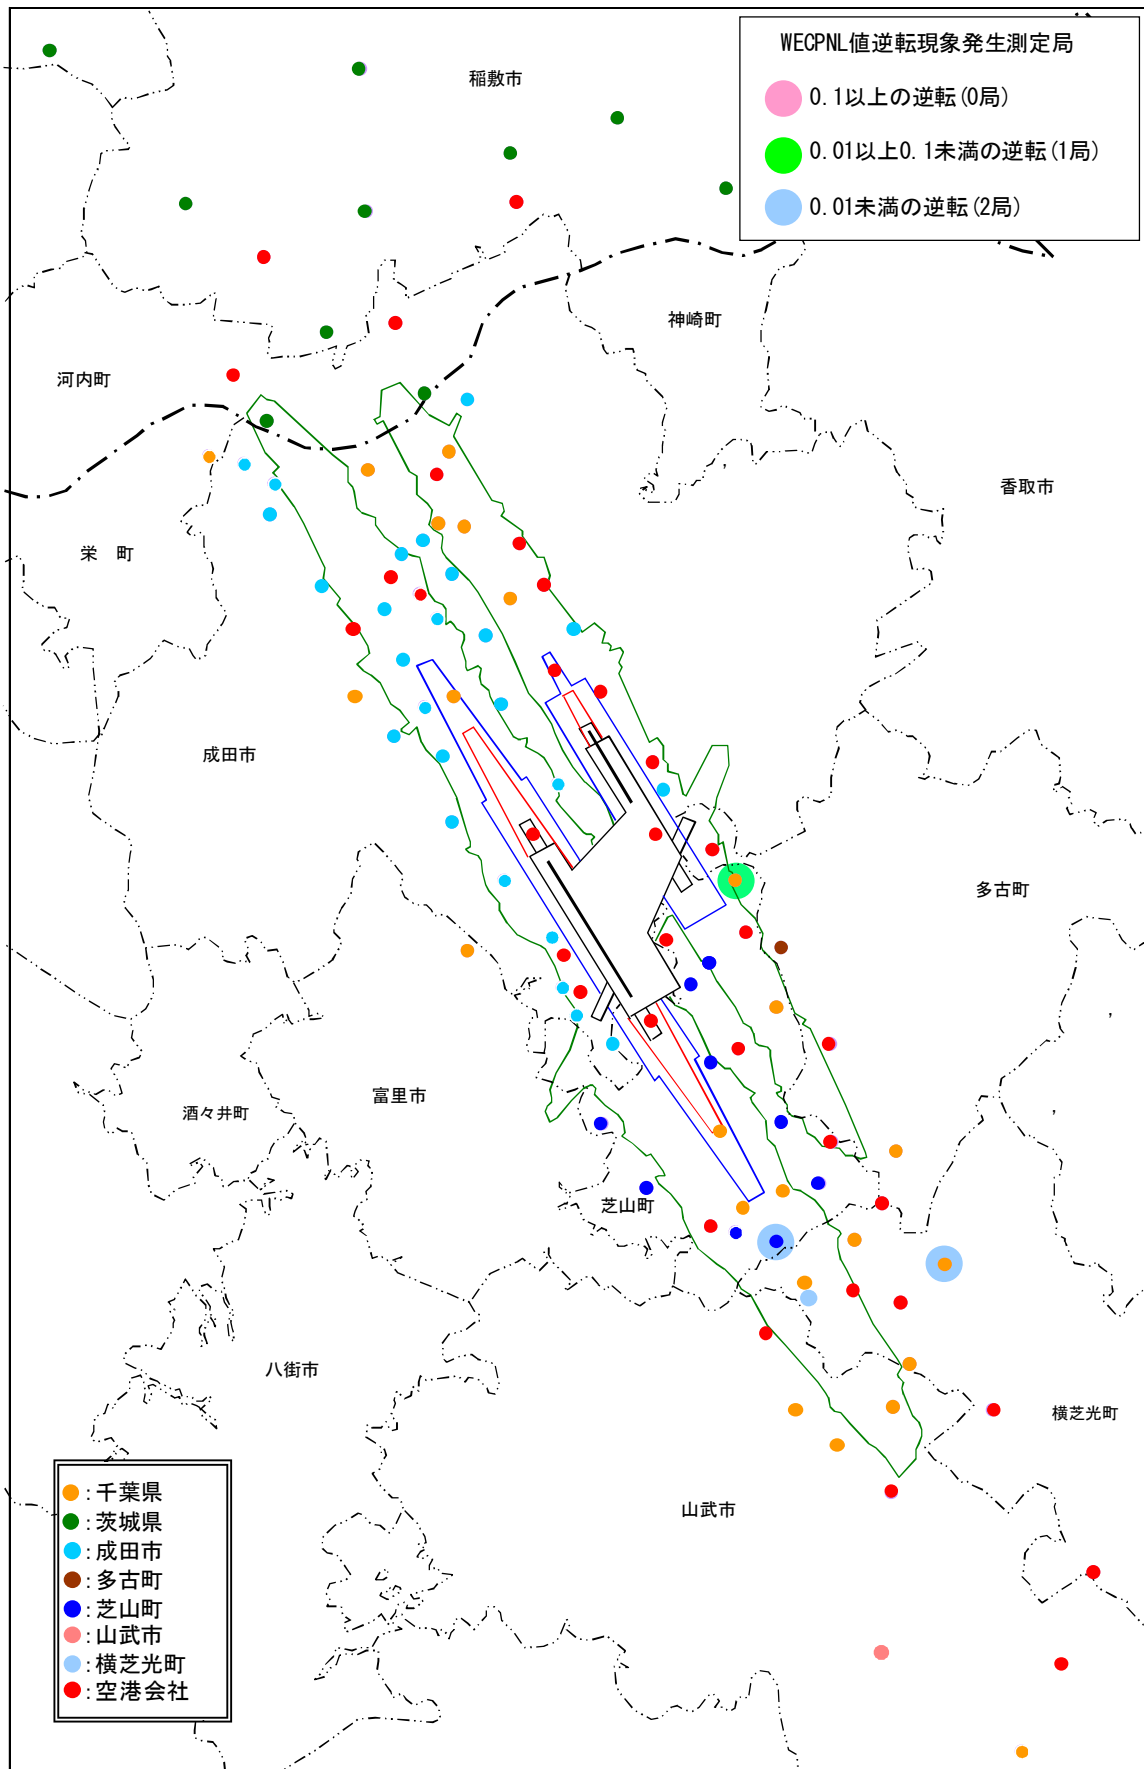 WECPNL値逆転現象発生測定局
0.1以上の逆転(0局)
0.01以上0.1未満の逆転(1局)
0.01未満の逆転(2局)
稲敷市
神崎町
河内町
香取市
栄 町
成田市
多古町
富里市
酒々井町
芝山町
八街市
横芝光町
山武市
:千葉県
:茨城県
:成田市
:多古町
:芝山町
:山武市
:横芝光町
:空港会社